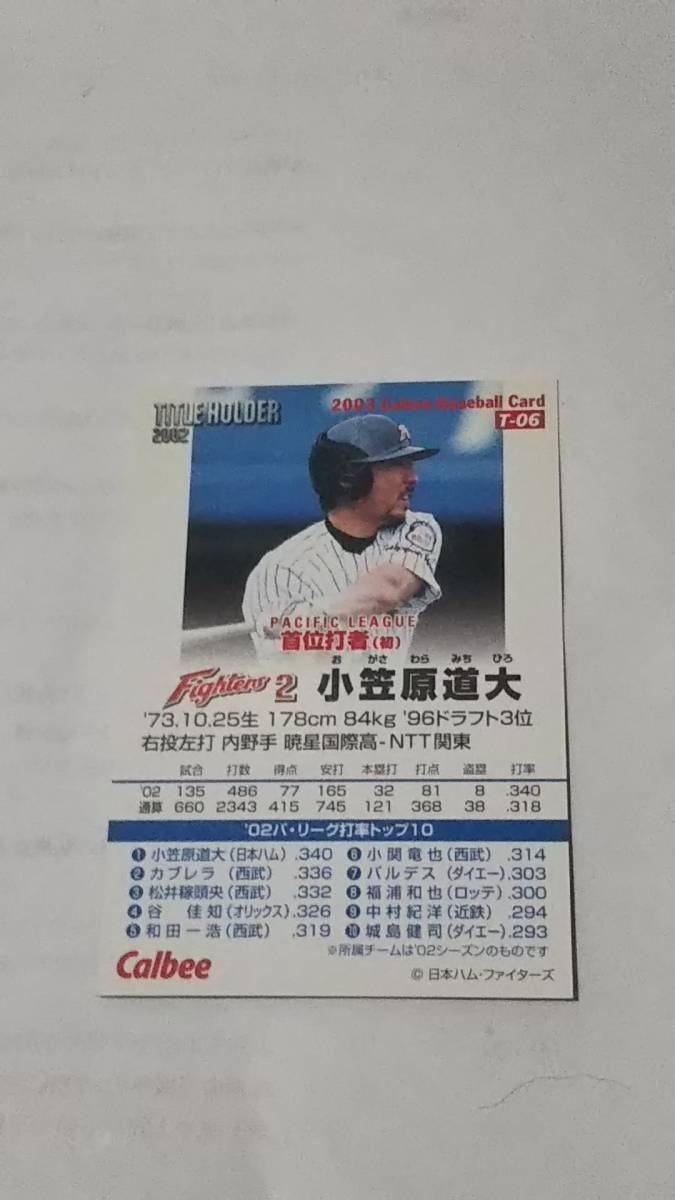 TITLE HOLDER
2002
2003 Calbee Baseball Card
T-06
PACIFIC LEAGUE
首位打者(初)
お がさ わら みち ひろ
Fighters 2 小笠原道大
'73.10.25生 178cm 84kg '96ドラフト3位
右投左打 内野手 暁星国際高-NTT関東
試合 打数 得点 安打 本塁打 打点 盗塁 打率
'02 135 486 77 165 32 81 8 .340
通算 660 2343 415 745 121 368 38 .318
'02パ・リーグ打率トップ10
❶ 小笠原道大(日本ハム) .340
❷ カブレラ (西武) .336
❸ 松井稼頭央(西武) .332
❹ 谷 佳知(オリックス).326
❺ 和田一浩(西武) .319
❻ 小関竜也(西武) .314
❼ バルデス(ダイエー).303
❽ 福浦和也(ロッテ) .300
❾ 中村紀洋(近鉄) .294
❿ 城島健司(ダイエー).293
※所属チームは'02シーズンのものです
Calbee
© 日本ハム・ファイターズ